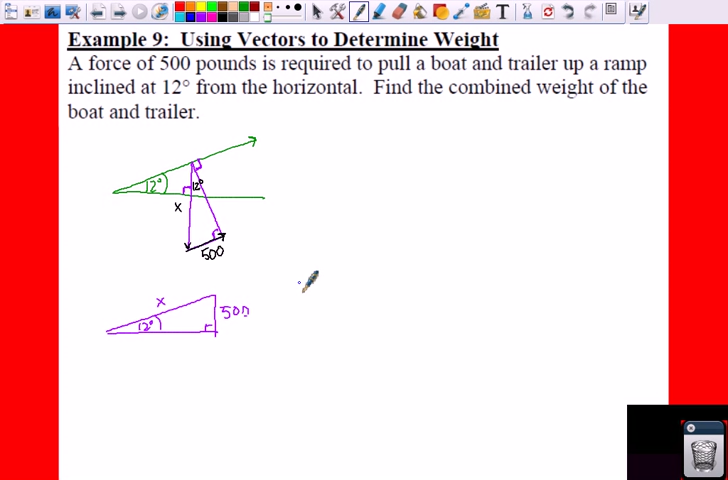 Example 9:  Using Vectors to Determine Weight
A force of 500 pounds is required to pull a boat and trailer up a ramp
inclined at 12° from the horizontal.  Find the combined weight of the
boat and trailer.
12°
12°
x
500
x
12°
500